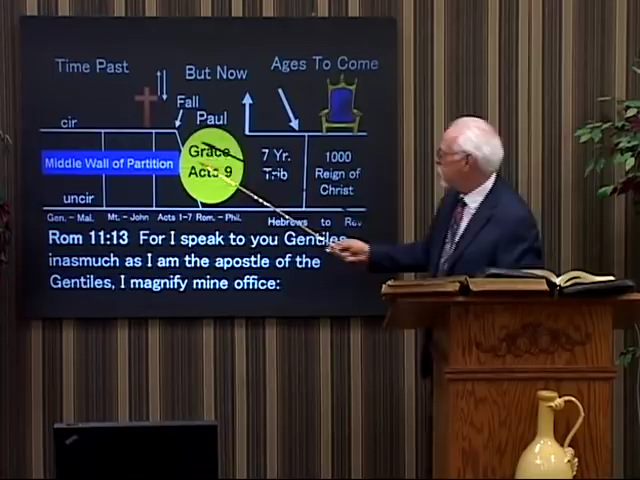 Time Past
But Now
Ages To Come
Fall
Paul
cir
Grace
Acts 9
Middle Wall of Partition
7 Yr.
Trib
1000
Reign of
Christ
uncir
Gen. - Mal.
Mt. - John
Acts 1-7
Rom. - Phil.
Hebrews to Rev
Rom 11:13 For I speak to you Gentiles
inasmuch as I am the apostle of the
Gentiles, I magnify mine office: